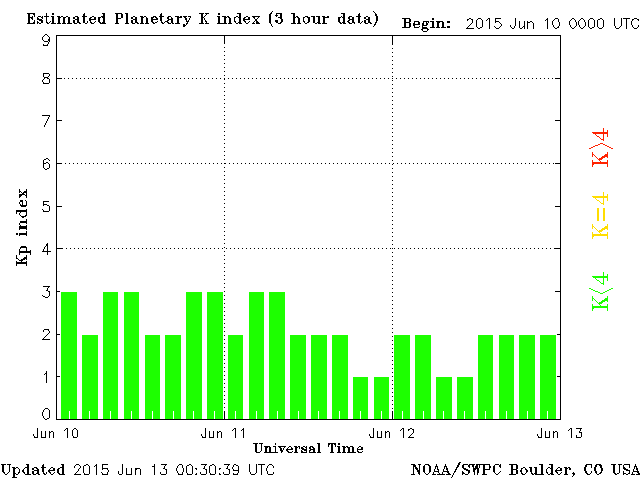 Estimated Planetary K index (3 hour data) Begin: 2015 Jun 10 0000 UTC
9
8
7
6
5
4
3
2
1
0
Kp index
K>4
K=4
K<4
Jun 10 Jun 11 Jun 12 Jun 13
Universal Time
Updated 2015 Jun 13 00:30:39 UTC NOAA/SWPC Boulder, CO USA